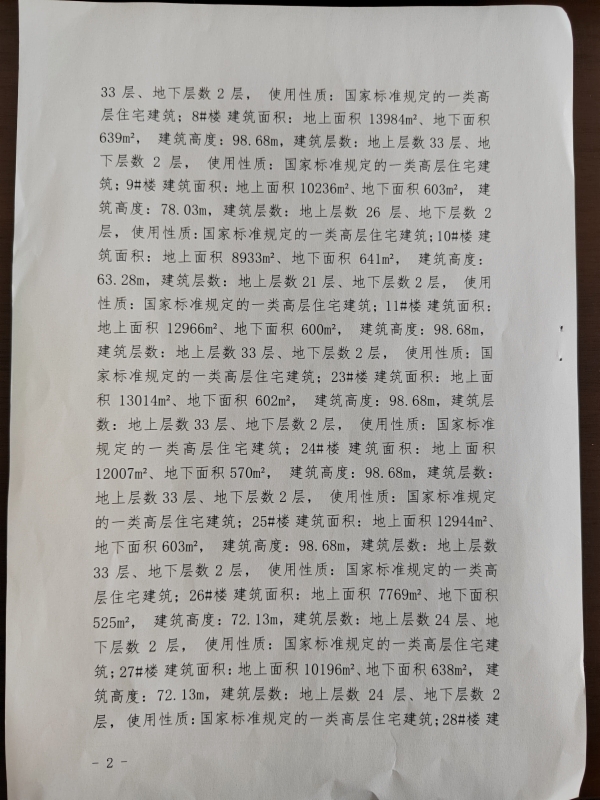 33 层、地下层数 2 层， 使用性质：国家标准规定的一类高
层住宅建筑；8#楼 建筑面积：地上面积 13984m²、地下面积
639m²， 建筑高度：98.68m，建筑层数：地上层数 33 层、地
下层数 2 层， 使用性质：国家标准规定的一类高层住宅建
筑；9#楼 建筑面积：地上面积 10236m²、地下面积 603m²， 建
筑高度：78.03m，建筑层数：地上层数 26 层、地下层数 2
层，使用性质：国家标准规定的一类高层住宅建筑；10#楼 建
筑面积：地上面积 8933m²、地下面积 641m²， 建筑高度：
63.28m，建筑层数：地上层数 21 层、地下层数 2 层， 使用
性质：国家标准规定的一类高层住宅建筑；11#楼 建筑面积：
地上面积 12966m²、地下面积 600m²， 建筑高度：98.68m，
建筑层数：地上层数 33 层、地下层数 2 层， 使用性质：国
家标准规定的一类高层住宅建筑；23#楼 建筑面积：地上面
积 13014m²、地下面积 602m²， 建筑高度：98.68m，建筑层
数：地上层数 33 层、地下层数 2 层， 使用性质：国家标准
规定的一类高层住宅建筑；24#楼 建筑面积：地上面积
12007m²、地下面积 570m²， 建筑高度：98.68m，建筑层数：
地上层数 33 层、地下层数 2 层， 使用性质：国家标准规定
的一类高层住宅建筑；25#楼 建筑面积：地上面积 12944m²、
地下面积 603m²， 建筑高度：98.68m，建筑层数：地上层数
33 层、地下层数 2 层， 使用性质：国家标准规定的一类高
层住宅建筑；26#楼 建筑面积：地上面积 7769m²、地下面积
525m²， 建筑高度：72.13m，建筑层数：地上层数 24 层、地
下层数 2 层， 使用性质：国家标准规定的一类高层住宅建
筑；27#楼 建筑面积：地上面积 10196m²、地下面积 638m²， 建
筑高度：72.13m，建筑层数：地上层数 24 层、地下层数 2
层，使用性质：国家标准规定的一类高层住宅建筑；28#楼 建
- 2 -